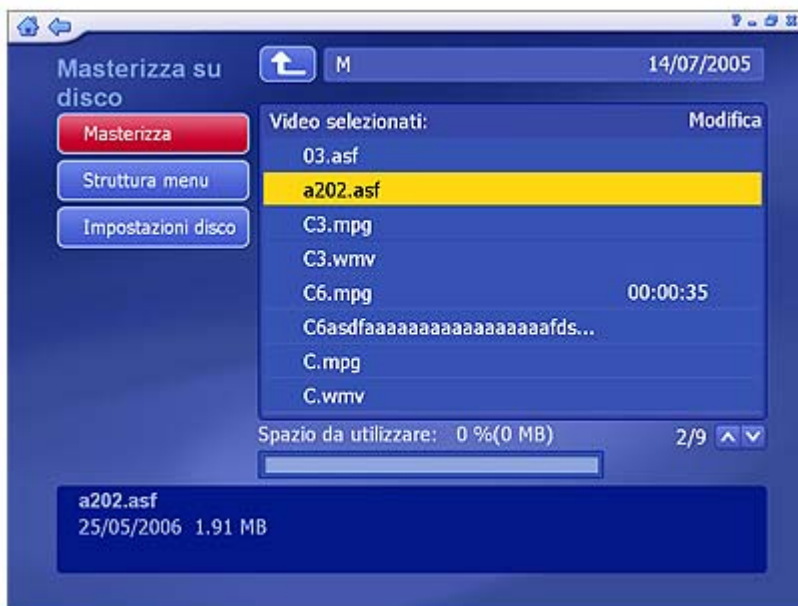 Masterizza su
disco
Masterizza
Struttura menu
Impostazioni disco
M 14/07/2005
Video selezionati: Modifica
03.asf
a202.asf
C3.mpg
C3.wmv
C6.mpg 00:00:35
C6asdfaaaaaaaaaaaaaaaaafds...
C.mpg
C.wmv
Spazio da utilizzare: 0 %(0 MB) 2/9
a202.asf
25/05/2006 1.91 MB